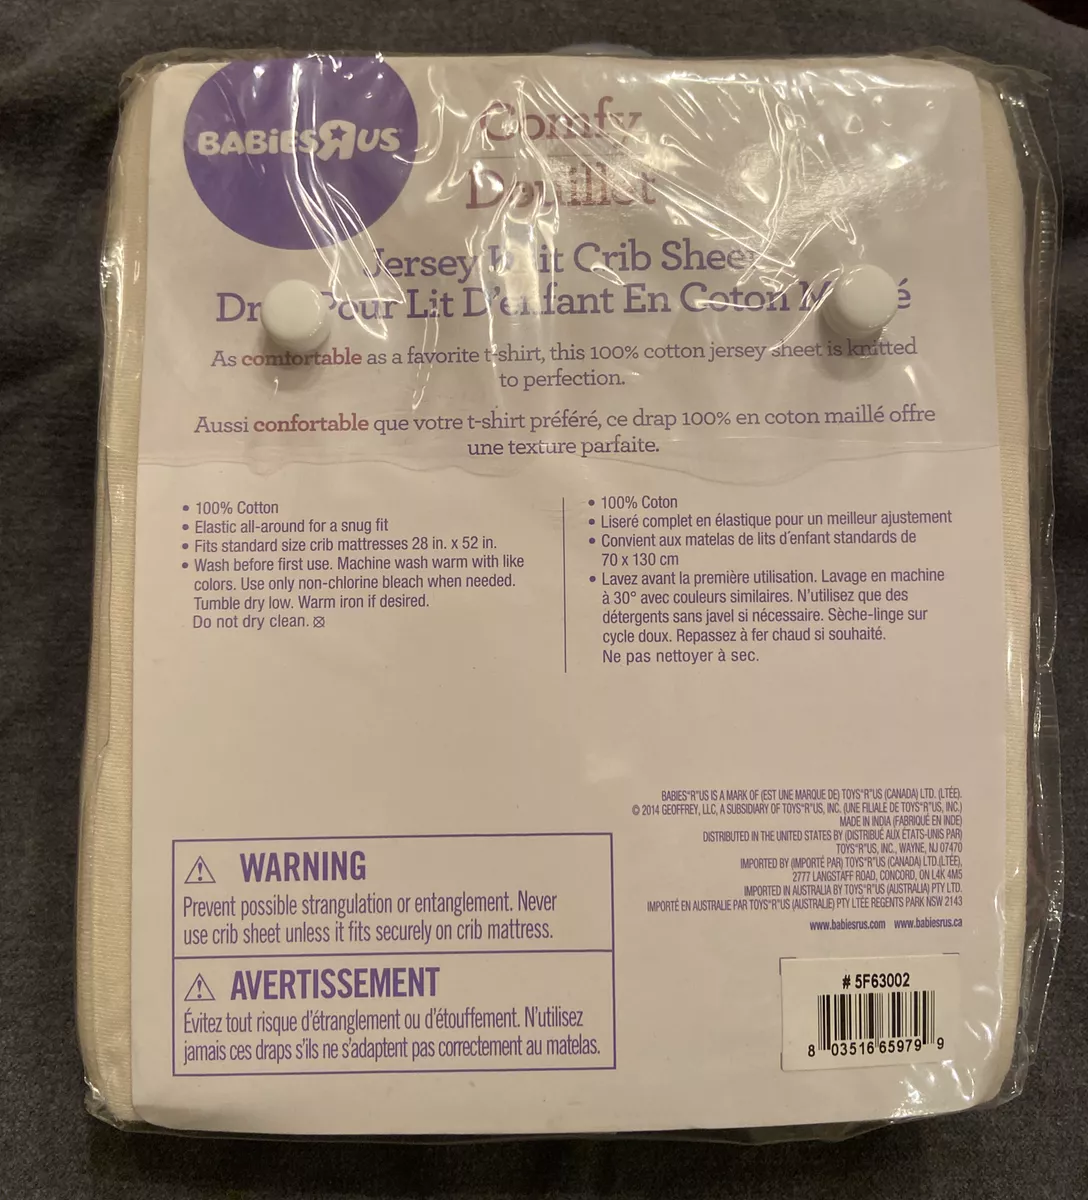 BABIES R US
Comfy
Douillet
Jersey Knit Crib Sheet
Drap Pour Lit D'enfant En Coton Maillé
As comfortable as a favorite t-shirt, this 100% cotton jersey sheet is knitted
to perfection.
Aussi confortable que votre t-shirt préféré, ce drap 100% en coton maillé offre
une texture parfaite.
• 100% Cotton
• Elastic all-around for a snug fit
• Fits standard size crib mattresses 28 in. x 52 in.
• Wash before first use. Machine wash warm with like
colors. Use only non-chlorine bleach when needed.
Tumble dry low. Warm iron if desired.
Do not dry clean.
• 100% Coton
• Liseré complet en élastique pour un meilleur ajustement
• Convient aux matelas de lits d'enfant standards de
70 x 130 cm
• Lavez avant la première utilisation. Lavage en machine
à 30° avec couleurs similaires. N'utilisez que des
détergents sans javel si nécessaire. Sèche-linge sur
cycle doux. Repassez à fer chaud si souhaité.
Ne pas nettoyer à sec.
BABIES"R"US IS A MARK OF (EST UNE MARQUE DE) TOYS"R"US (CANADA) LTD. (LTÉE).
© 2014 GEOFFREY, LLC, A SUBSIDIARY OF TOYS"R"US, INC. (UNE FILIALE DE TOYS"R"US, INC.)
MADE IN INDIA (FABRIQUÉ EN INDE)
DISTRIBUTED IN THE UNITED STATES BY (DISTRIBUÉ AUX ÉTATS-UNIS PAR)
TOYS"R"US, INC., WAYNE, NJ 07470
IMPORTED BY (IMPORTÉ PAR) TOYS"R"US (CANADA) LTD.(LTÉE),
2777 LANGSTAFF ROAD, CONCORD, ON L4K 4M5
IMPORTED IN AUSTRALIA BY TOYS"R"US (AUSTRALIA) PTY LTD.
IMPORTÉ EN AUSTRALIE PAR TOYS"R"US (AUSTRALIE) PTY LTÉE REGENTS PARK NSW 2143
www.babiesrus.com www.babiesrus.ca
WARNING
Prevent possible strangulation or entanglement. Never
use crib sheet unless it fits securely on crib mattress.
AVERTISSEMENT
Évitez tout risque d'étranglement ou d'étouffement. N'utilisez
jamais ces draps s'ils ne s'adaptent pas correctement au matelas.
# 5F63002
8 03516 65979 9